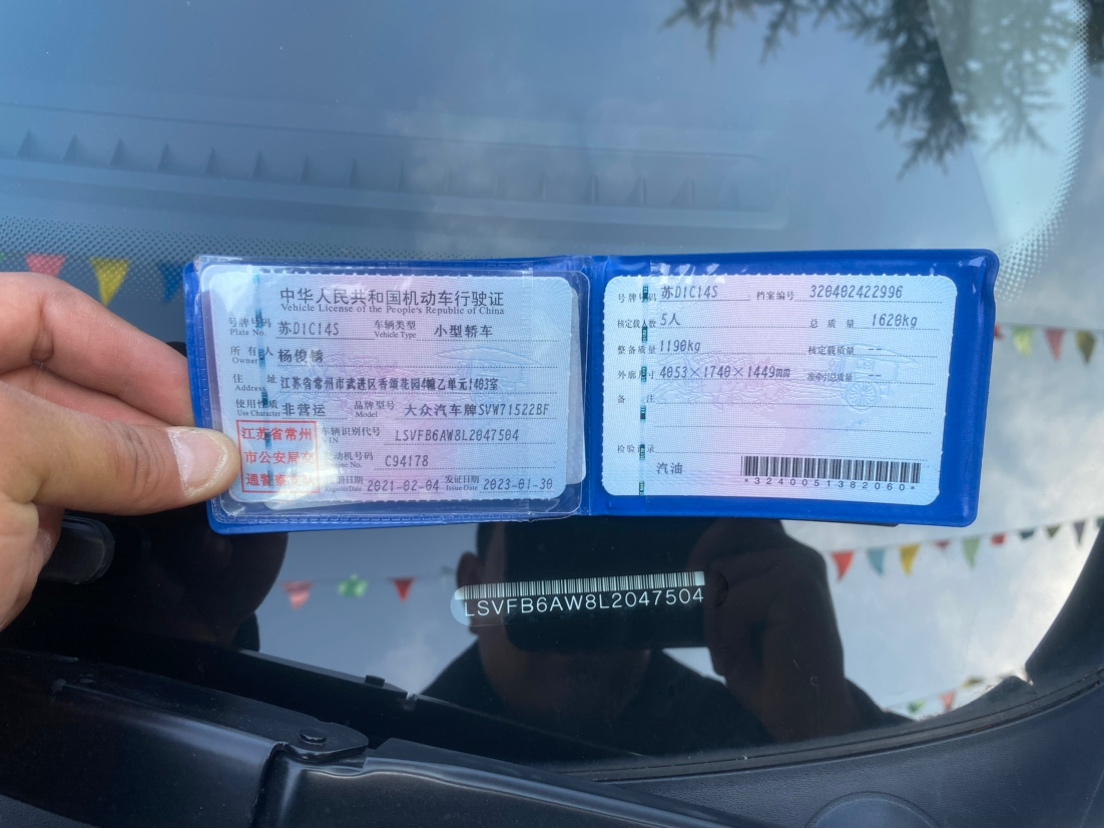 中华人民共和国机动车行驶证
Vehicle License of the People's Republic of China
号牌号码 苏D1C14S 车辆类型 小型轿车
Plate No. Vehicle Type
所有人 杨俊
Owner
住址 江苏省常州市武进区香颂花园4幢乙单元1403室
Address
使用性质 非营运 品牌型号 大众汽车牌SVW71522BF
Use Character Model
江苏省常州
市公安局交
通警察支队
车辆识别代号 LSVFB6AW8L2047504
VIN
发动机号码 C94178
Engine No.
注册日期 2021-02-04 发证日期 2023-01-30
Register Date Issue Date
号牌号码 苏D1C14S 档案编号 320402422996
核定载人数 5人 总质量 1620kg
整备质量 1190kg 核定载质量 --
外廓尺寸 4053×1740×1449mm 准牵引总质量 --
备注
检验记录
汽油
*3240051382060*
LSVFB6AW8L2047504